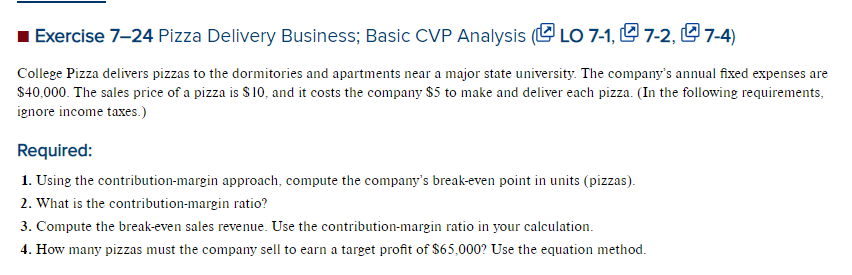 ■ Exercise 7–24 Pizza Delivery Business; Basic CVP Analysis (LO 7-1, 7-2, 7-4)
College Pizza delivers pizzas to the dormitories and apartments near a major state university. The company's annual fixed expenses are
$40,000. The sales price of a pizza is $10, and it costs the company $5 to make and deliver each pizza. (In the following requirements,
ignore income taxes.)
Required:
1. Using the contribution-margin approach, compute the company's break-even point in units (pizzas).
2. What is the contribution-margin ratio?
3. Compute the break-even sales revenue. Use the contribution-margin ratio in your calculation.
4. How many pizzas must the company sell to earn a target profit of $65,000? Use the equation method.